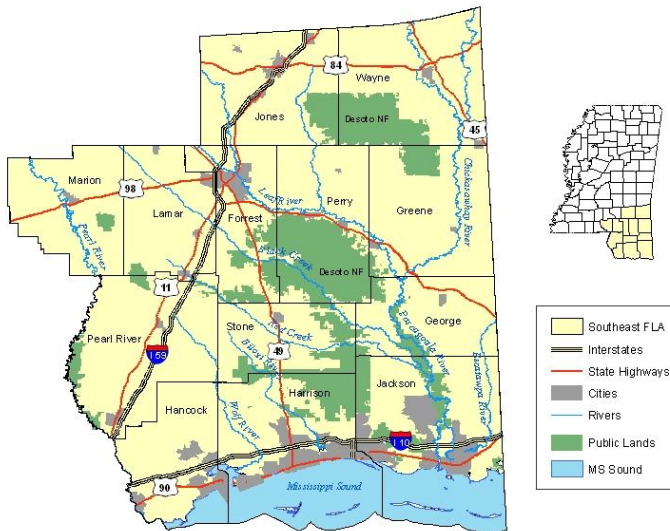 84
Wayne
Jones
Desoto NF
45
Marion
98
Lamar
Forrest
Leaf River
Perry
Greene
Chickasawhay River
Pearl River
Black Creek
Desoto NF
11
Pearl River
I 59
Stone
Red Creek
George
Pascagoula River
Escatawpa River
49
Biloxi River
Harrison
Jackson
Hancock
Wolf River
I 10
90
Mississippi Sound
Southeast FLA
Interstates
State Highways
Cities
Rivers
Public Lands
MS Sound